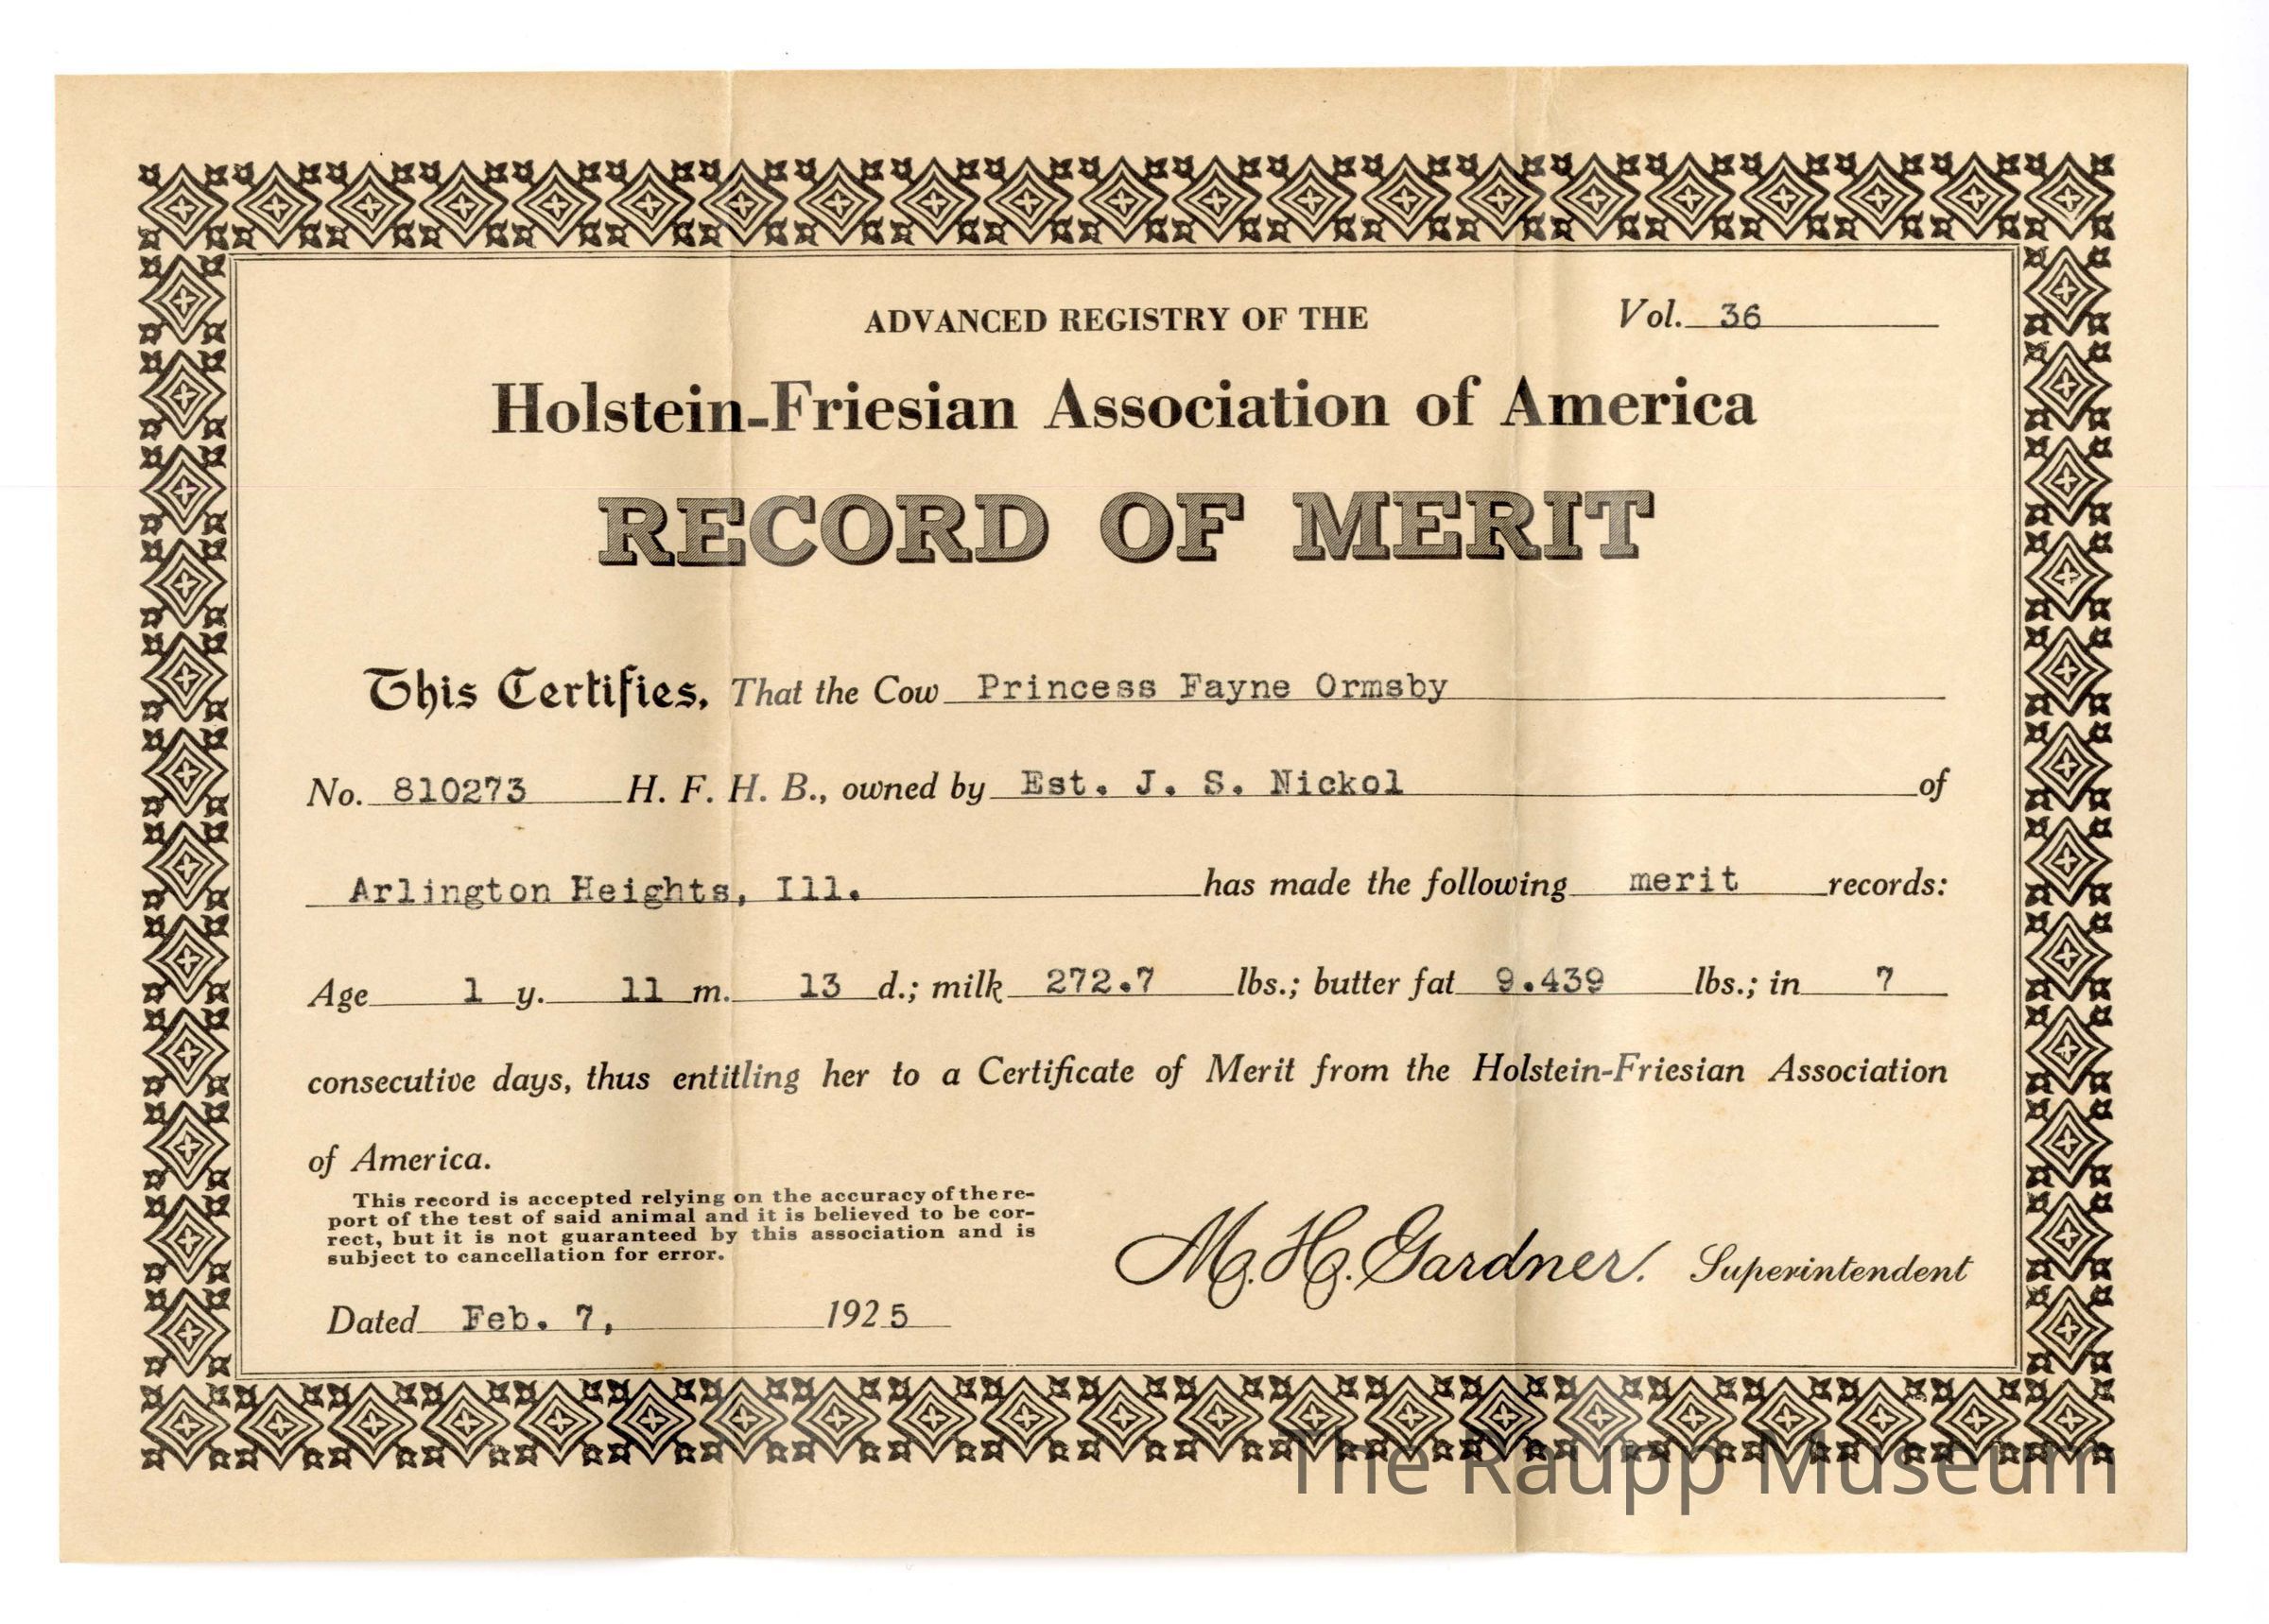 ADVANCED REGISTRY OF THE
Vol. 36
Holstein-Friesian Association of America
RECORD OF MERIT
This Certifies, That the Cow Princess Fayne Ormsby
No. 810273 H. F. H. B., owned by Est. J. S. Nickol of
Arlington Heights, Ill. has made the following merit records:
Age 1 y. 11 m. 13 d.; milk 272.7 lbs.; butter fat 9.439 lbs.; in 7
consecutive days, thus entitling her to a Certificate of Merit from the Holstein-Friesian Association
of America.
This record is accepted relying on the accuracy of the re-
port of the test of said animal and it is believed to be cor-
rect, but it is not guaranteed by this association and is
subject to cancellation for error.
M. H. Gardner. Superintendent
Dated Feb. 7, 1925
The Raupp Museum